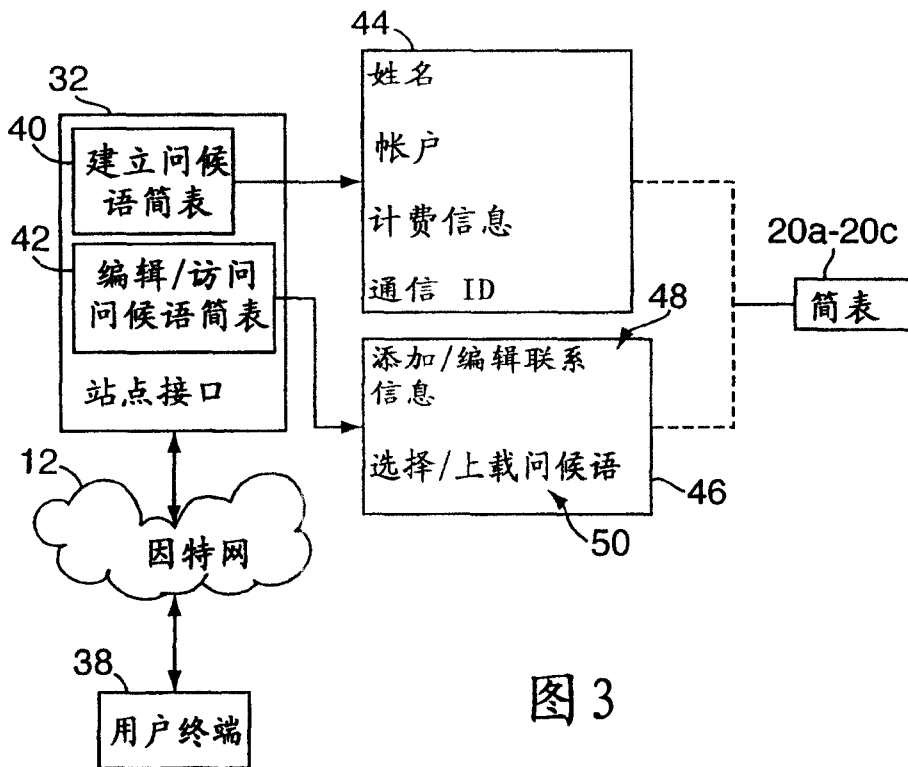 44
姓名
帐户
计费信息
通信 ID
32
40
建立问候
语简表
42
编辑/访问
问候语简表
站点接口
20a-20c
简表
48
添加/编辑联系
信息
选择/上载问候语
46
50
12
因特网
38
用户终端
图 3